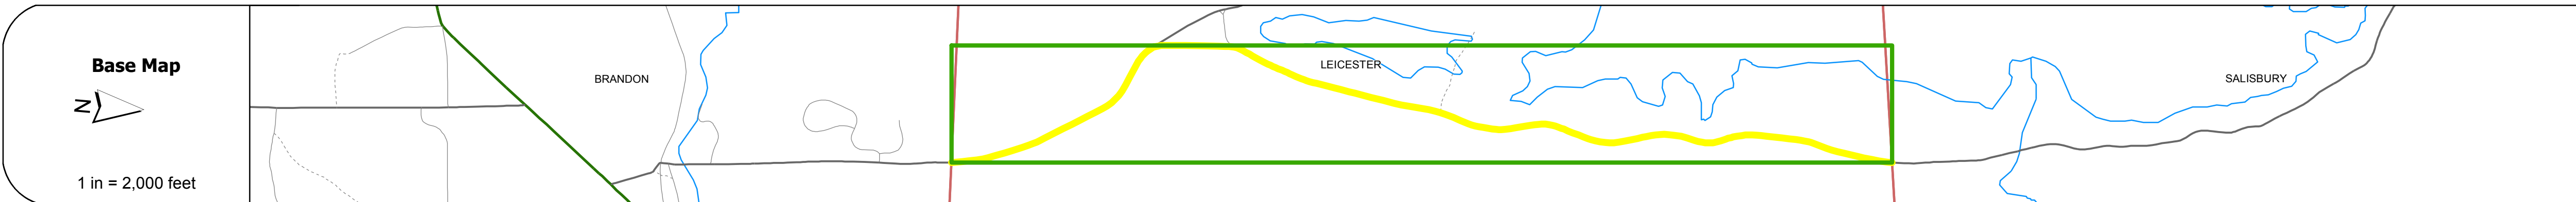 Base Map
N
1 in = 2,000 feet
BRANDON
LEICESTER
SALISBURY